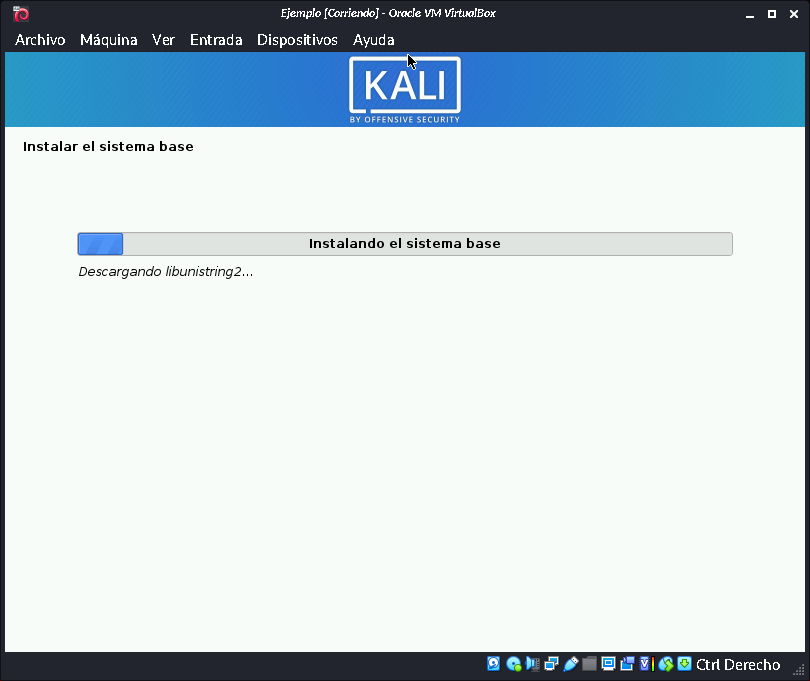 Ejemplo [Corriendo] - Oracle VM VirtualBox
Archivo Máquina Ver Entrada Dispositivos Ayuda
KALI
BY OFFENSIVE SECURITY
Instalar el sistema base
Instalando el sistema base
Descargando libunistring2...
Ctrl Derecho